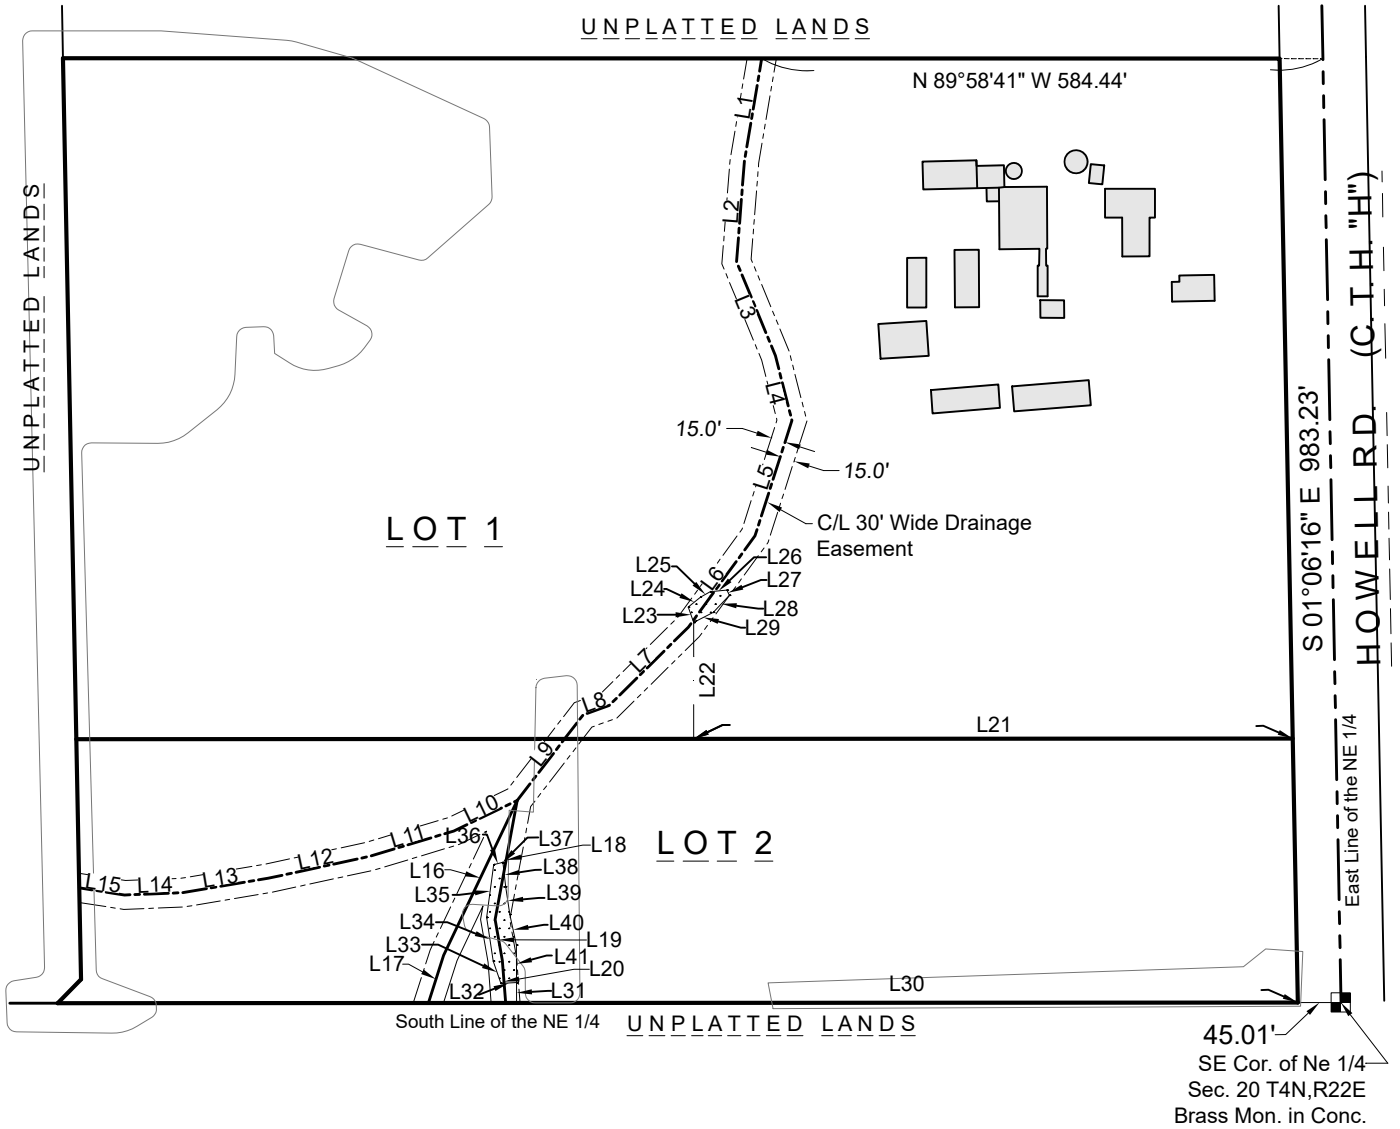 UNPLATTED LANDS
N 89°58'41" W 584.44'
L1
L2
L3
L4
15.0'
15.0'
L5
C/L 30' Wide Drainage
Easement
UNPLATTED LANDS
LOT 1
HOWELL RD. (C.T.H. "H")
S 01°06'16" E 983.23'
L25
L6
L26
L24
L27
L23
L28
L29
L7
L22
L8
L21
L9
East Line of the NE 1/4
L10
L11
L12
L13
L14
L15
LOT 2
L36
L37
L18
L16
L38
L35
L39
L34
L40
L33
L19
L17
L41
L20
L32
L31
L30
South Line of the NE 1/4
UNPLATTED LANDS
45.01'
SE Cor. of Ne 1/4
Sec. 20 T4N,R22E
Brass Mon. in Conc.